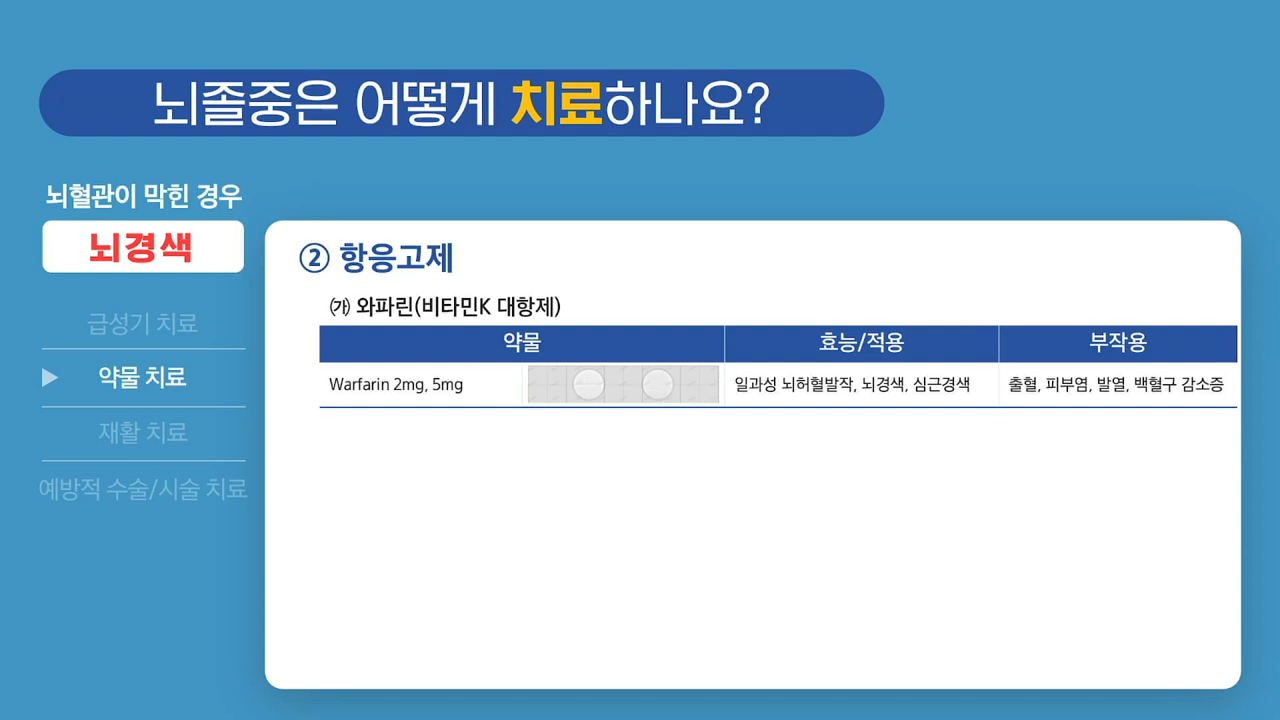 뇌졸중은 어떻게 치료하나요?
뇌혈관이 막힌 경우
뇌경색
급성기 치료
약물 치료
재활 치료
예방적 수술/시술 치료
② 항응고제
㈎ 와파린(비타민K 대항제)
약물 효능/적용 부작용
Warfarin 2mg, 5mg 일과성 뇌허혈발작, 뇌경색, 심근경색 출혈, 피부염, 발열, 백혈구 감소증